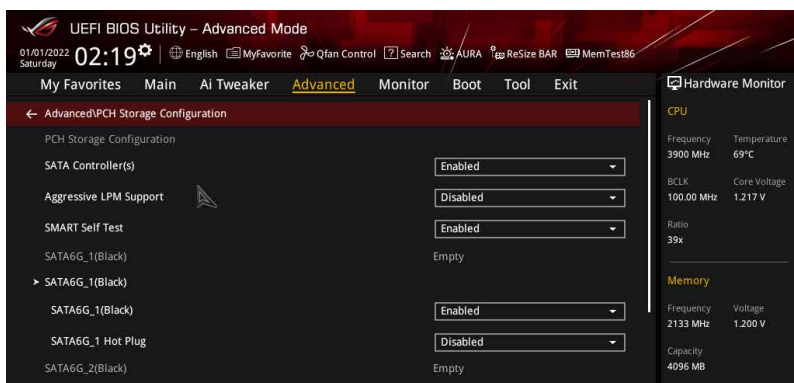 UEFI BIOS Utility – Advanced Mode
01/01/2022
Saturday
02:19
English
MyFavorite
Qfan Control
? Search
AURA
ReSize BAR
MemTest86
My Favorites
Main
Ai Tweaker
Advanced
Monitor
Boot
Tool
Exit
Hardware Monitor
← Advanced\PCH Storage Configuration
PCH Storage Configuration
SATA Controller(s) Enabled
Aggressive LPM Support Disabled
SMART Self Test Enabled
SATA6G_1(Black) Empty
SATA6G_1(Black)
SATA6G_1(Black) Enabled
SATA6G_1 Hot Plug Disabled
SATA6G_2(Black) Empty
CPU
Frequency Temperature
3900 MHz 69°C
BCLK Core Voltage
100.00 MHz 1.217 V
Ratio
39x
Memory
Frequency Voltage
2133 MHz 1.200 V
Capacity
4096 MB